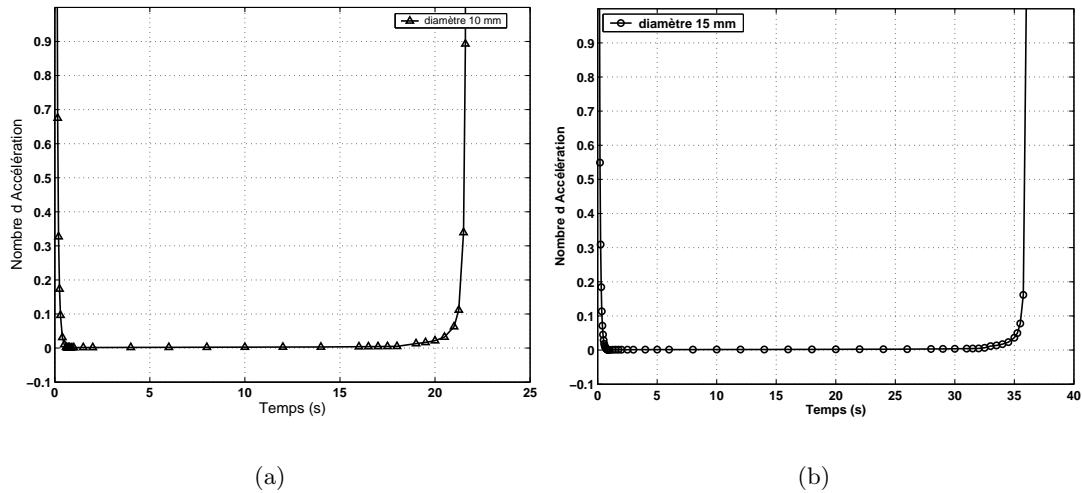 diamètre 10 mm
0.9
0.8
0.7
0.6
0.5
0.4
0.3
0.2
0.1
0
−0.1
Nombre d Accélération
0 5 10 15 20 25
Temps (s)
(a)
diamètre 15 mm
0.9
0.8
0.7
0.6
0.5
0.4
0.3
0.2
0.1
0
−0.1
Nombre d Accélération
0 5 10 15 20 25 30 35 40
Temps (s)
(b)